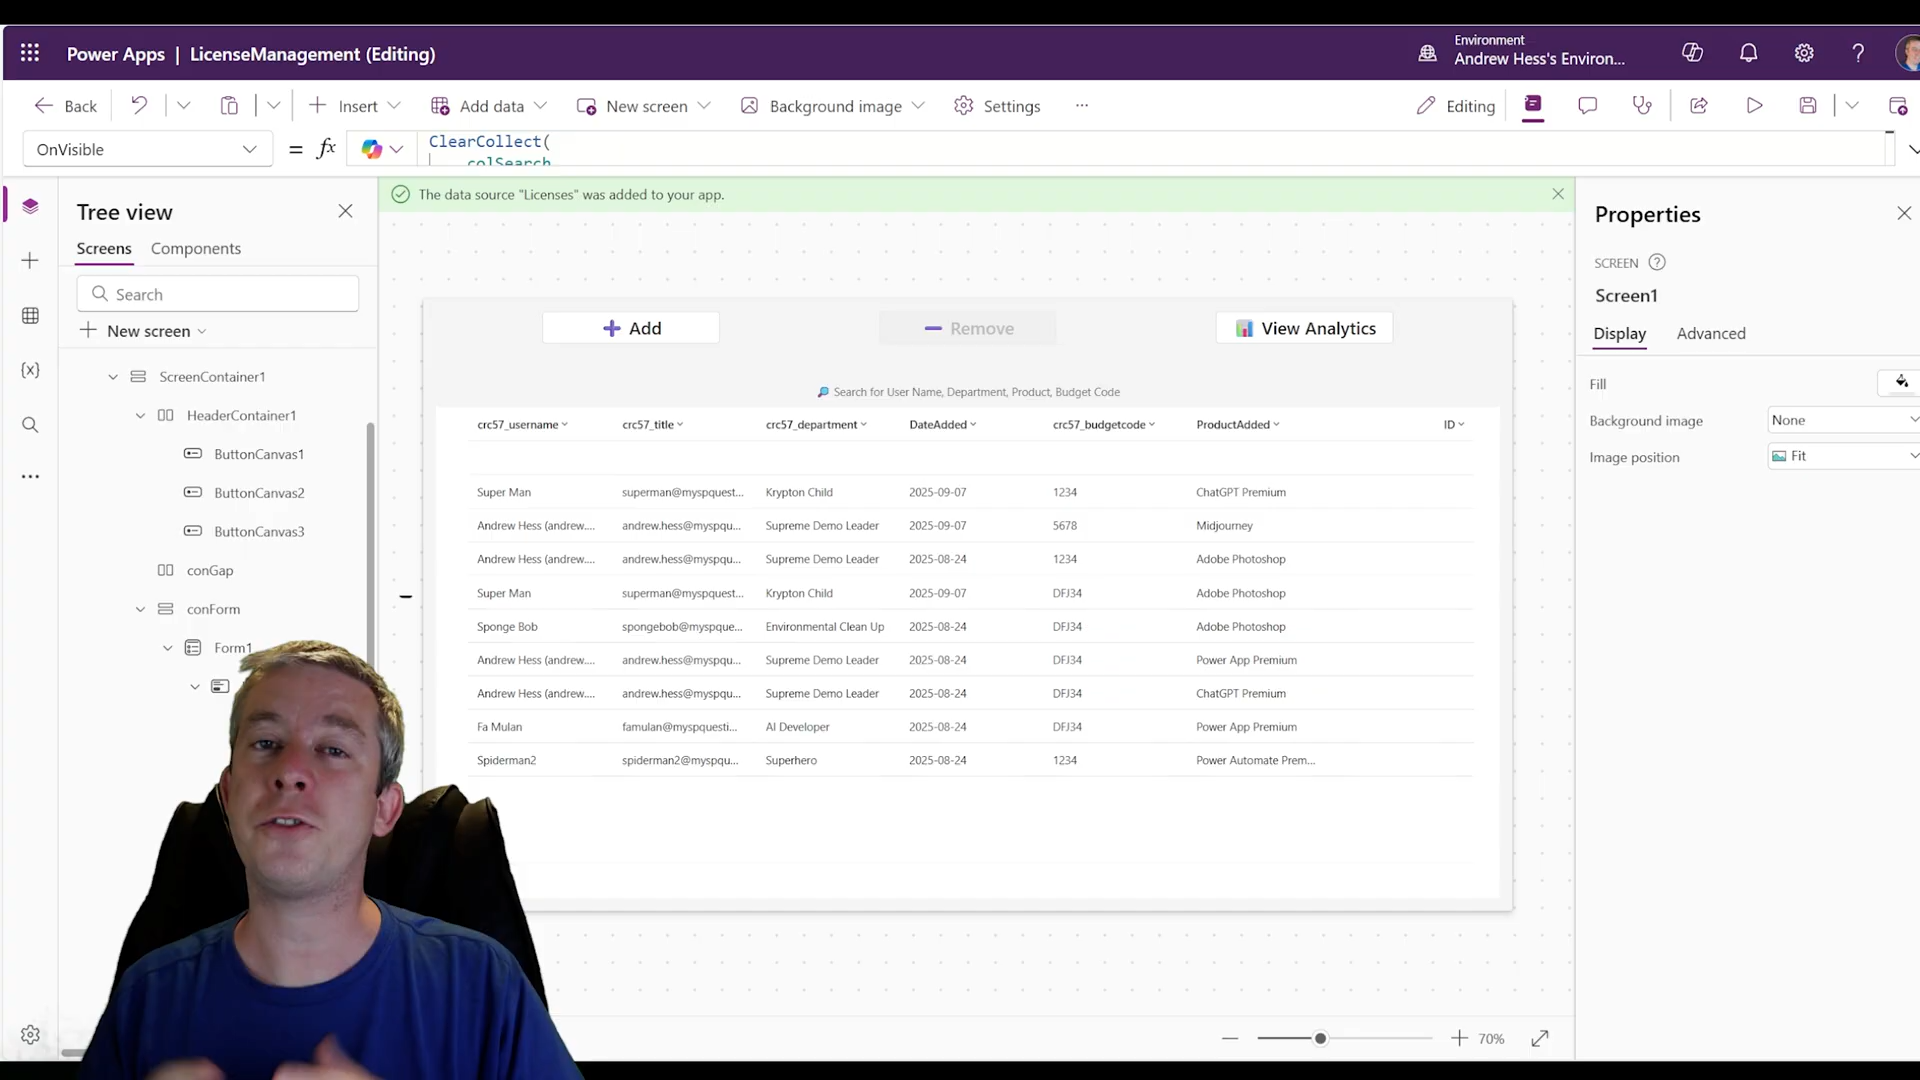 Power Apps | LicenseManagement (Editing)
Environment
Andrew Hess's Environ...
Back
Insert
Add data
New screen
Background image
Settings
...
Editing
OnVisible
= fx
ClearCollect(
colSearch
The data source "Licenses" was added to your app.
Tree view
Screens Components
Search
New screen
ScreenContainer1
HeaderContainer1
ButtonCanvas1
ButtonCanvas2
ButtonCanvas3
conGap
conForm
Form1
Add
Remove
View Analytics
Search for User Name, Department, Product, Budget Code
crc57_username crc57_title crc57_department DateAdded crc57_budgetcode ProductAdded ID
Super Man superman@myspquest... Krypton Child 2025-09-07 1234 ChatGPT Premium
Andrew Hess (andrew.... andrew.hess@myspqu... Supreme Demo Leader 2025-09-07 5678 Midjourney
Andrew Hess (andrew.... andrew.hess@myspqu... Supreme Demo Leader 2025-08-24 1234 Adobe Photoshop
Super Man superman@myspquest... Krypton Child 2025-09-07 DFJ34 Adobe Photoshop
Sponge Bob spongebob@myspque... Environmental Clean Up 2025-08-24 DFJ34 Adobe Photoshop
Andrew Hess (andrew.... andrew.hess@myspqu... Supreme Demo Leader 2025-08-24 DFJ34 Power App Premium
Andrew Hess (andrew.... andrew.hess@myspqu... Supreme Demo Leader 2025-08-24 DFJ34 ChatGPT Premium
Fa Mulan famulan@myspquesti... AI Developer 2025-08-24 DFJ34 Power App Premium
Spiderman2 spiderman2@myspqu... Superhero 2025-08-24 1234 Power Automate Prem...
Properties
SCREEN
Screen1
Display Advanced
Fill
Background image None
Image position Fit
70%